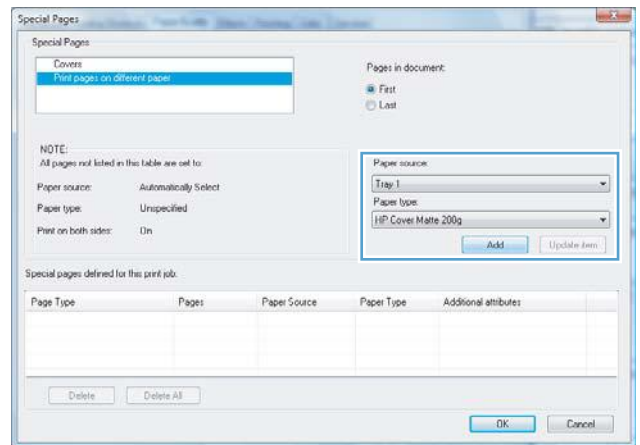 Special Pages
Special Pages
Covers
Print pages on different paper
Pages in document:
First
Last
NOTE:
All pages not listed in this table are set to:
Paper source: Automatically Select
Paper type: Unspecified
Print on both sides: On
Paper source:
Tray 1
Paper type:
HP Cover Matte 200g
Add Update item
Special pages defined for this print job:
Page Type Pages Paper Source Paper Type Additional attributes
Delete Delete All
OK Cancel